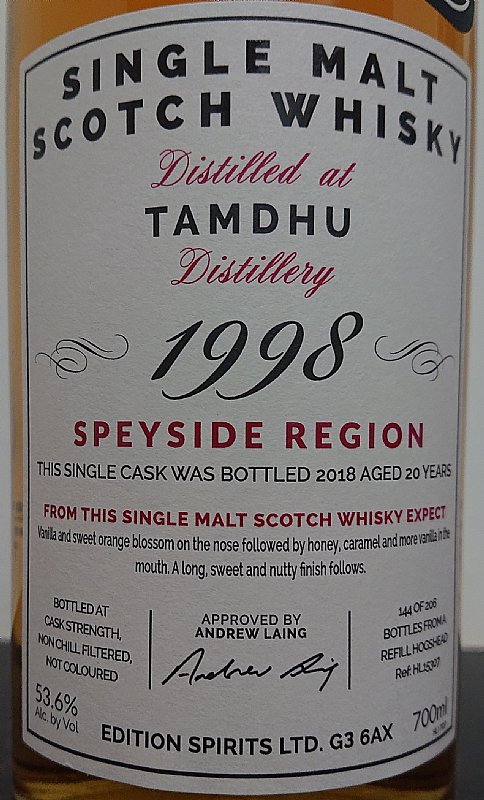 SINGLE MALT
SCOTCH WHISKY
Distilled at
TAMDHU
Distillery
1998
SPEYSIDE REGION
THIS SINGLE CASK WAS BOTTLED 2018 AGED 20 YEARS
FROM THIS SINGLE MALT SCOTCH WHISKY EXPECT
Vanilla and sweet orange blossom on the nose followed by honey, caramel and more vanilla in the
mouth. A long, sweet and nutty finish follows.
BOTTLED AT
CASK STRENGTH,
NON CHILL FILTERED,
NOT COLOURED
53.6%
Alc. by Vol
APPROVED BY
ANDREW LAING
Andrew Laing
144 OF 206
BOTTLES FROM A
REFILL HOGSHEAD
Ref: HL15307
700ml
EDITION SPIRITS LTD. G3 6AX